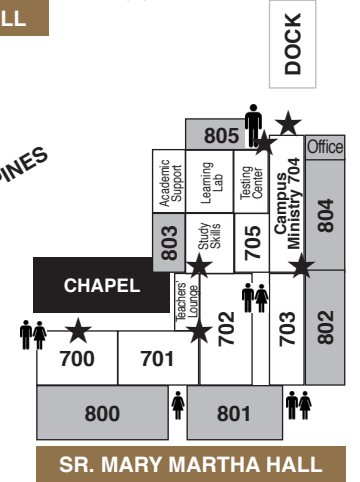 LL
DOCK
PINES
805
Office
Academic
Support
Learning
Lab
Testing
Center
Campus
Ministry 704
804
803
Study
Skills
705
CHAPEL
Teachers'
Lounge
702
703
802
700
701
800
801
SR. MARY MARTHA HALL